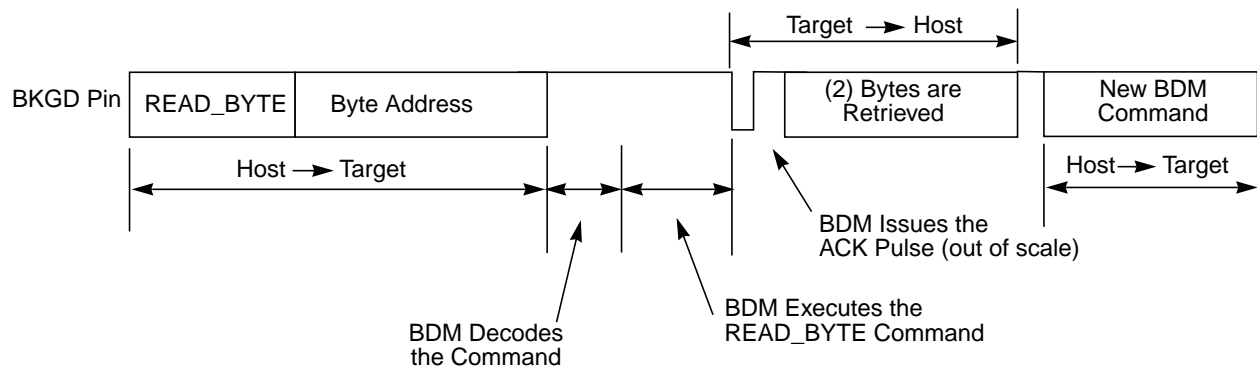 Target → Host
BKGD Pin
READ_BYTE
Byte Address
(2) Bytes are
Retrieved
New BDM
Command
Host → Target
Host → Target
BDM Issues the
ACK Pulse (out of scale)
BDM Executes the
READ_BYTE Command
BDM Decodes
the Command